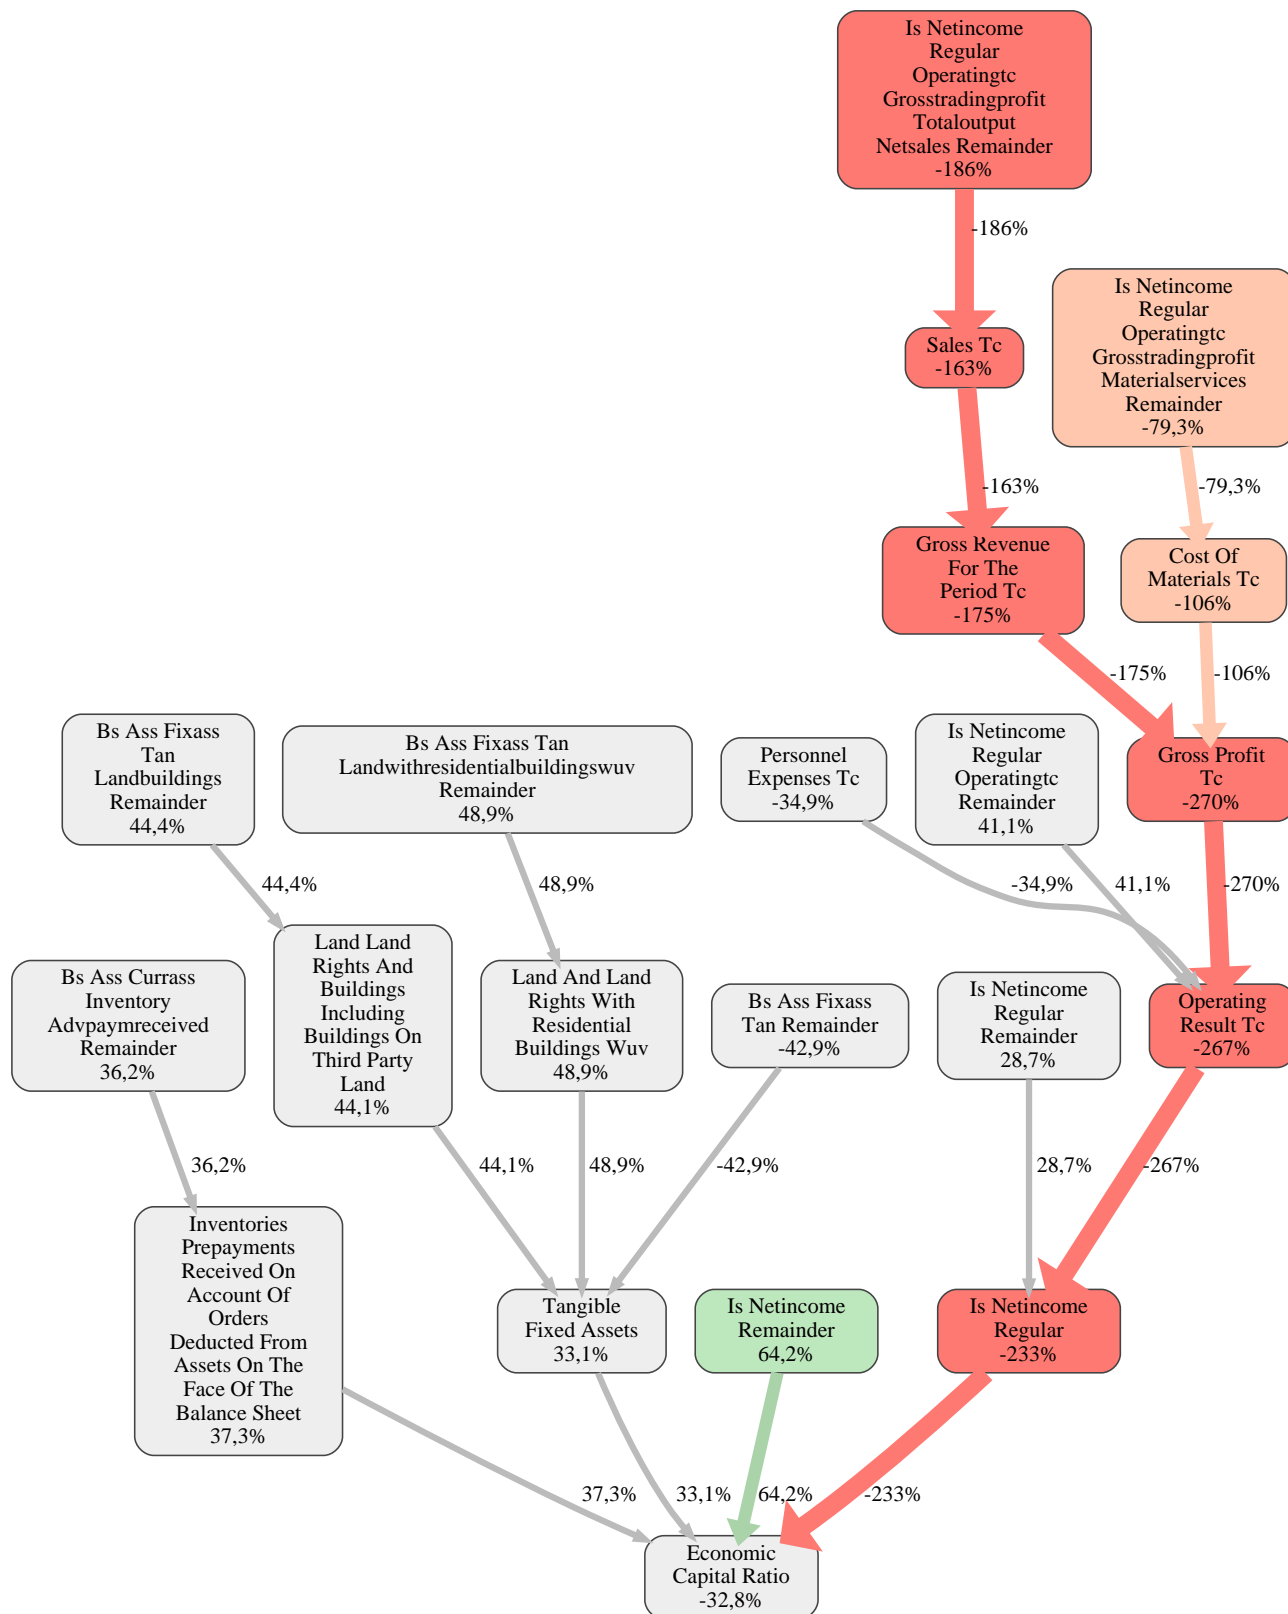 Is Netincome
Regular
Operatingtc
Grosstradingprofit
Totaloutput
Netsales Remainder
-186%
-186%
Is Netincome
Regular
Operatingtc
Grosstradingprofit
Materialservices
Remainder
-79,3%
Sales Tc
-163%
-163%
-79,3%
Gross Revenue
For The
Period Tc
-175%
Cost Of
Materials Tc
-106%
-175%
-106%
Bs Ass Fixass
Tan
Landbuildings
Remainder
44,4%
Bs Ass Fixass Tan
Landwithresidentialbuildingswuv
Remainder
48,9%
Personnel
Expenses Tc
-34,9%
Is Netincome
Regular
Operatingtc
Remainder
41,1%
Gross Profit
Tc
-270%
44,4%
48,9%
-34,9%
41,1%
-270%
Bs Ass Currass
Inventory
Advpaymreceived
Remainder
36,2%
Land Land
Rights And
Buildings
Including
Buildings On
Third Party
Land
44,1%
Land And Land
Rights With
Residential
Buildings Wuv
48,9%
Bs Ass Fixass
Tan Remainder
-42,9%
Is Netincome
Regular
Remainder
28,7%
Operating
Result Tc
-267%
36,2%
44,1%
48,9%
-42,9%
28,7%
-267%
Inventories
Prepayments
Received On
Account Of
Orders
Deducted From
Assets On The
Face Of The
Balance Sheet
37,3%
Tangible
Fixed Assets
33,1%
Is Netincome
Remainder
64,2%
Is Netincome
Regular
-233%
37,3%
33,1%
64,2%
-233%
Economic
Capital Ratio
-32,8%